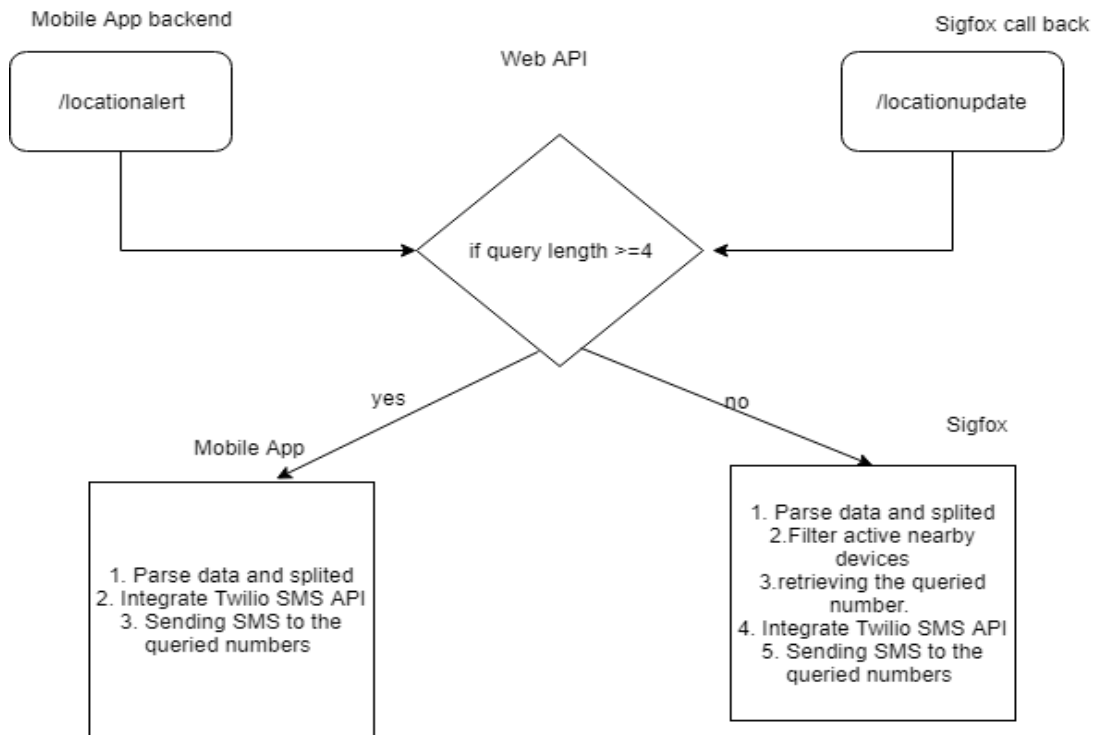 Mobile App backend
Sigfox call back
Web API
/locationalert
/locationupdate
if query length >=4
yes
no
Mobile App
Sigfox
1. Parse data and splited
2. Integrate Twilio SMS API
3. Sending SMS to the
queried numbers
1. Parse data and splited
2.Filter active nearby
devices
3.retrieving the queried
number.
4. Integrate Twilio SMS API
5. Sending SMS to the
queried numbers